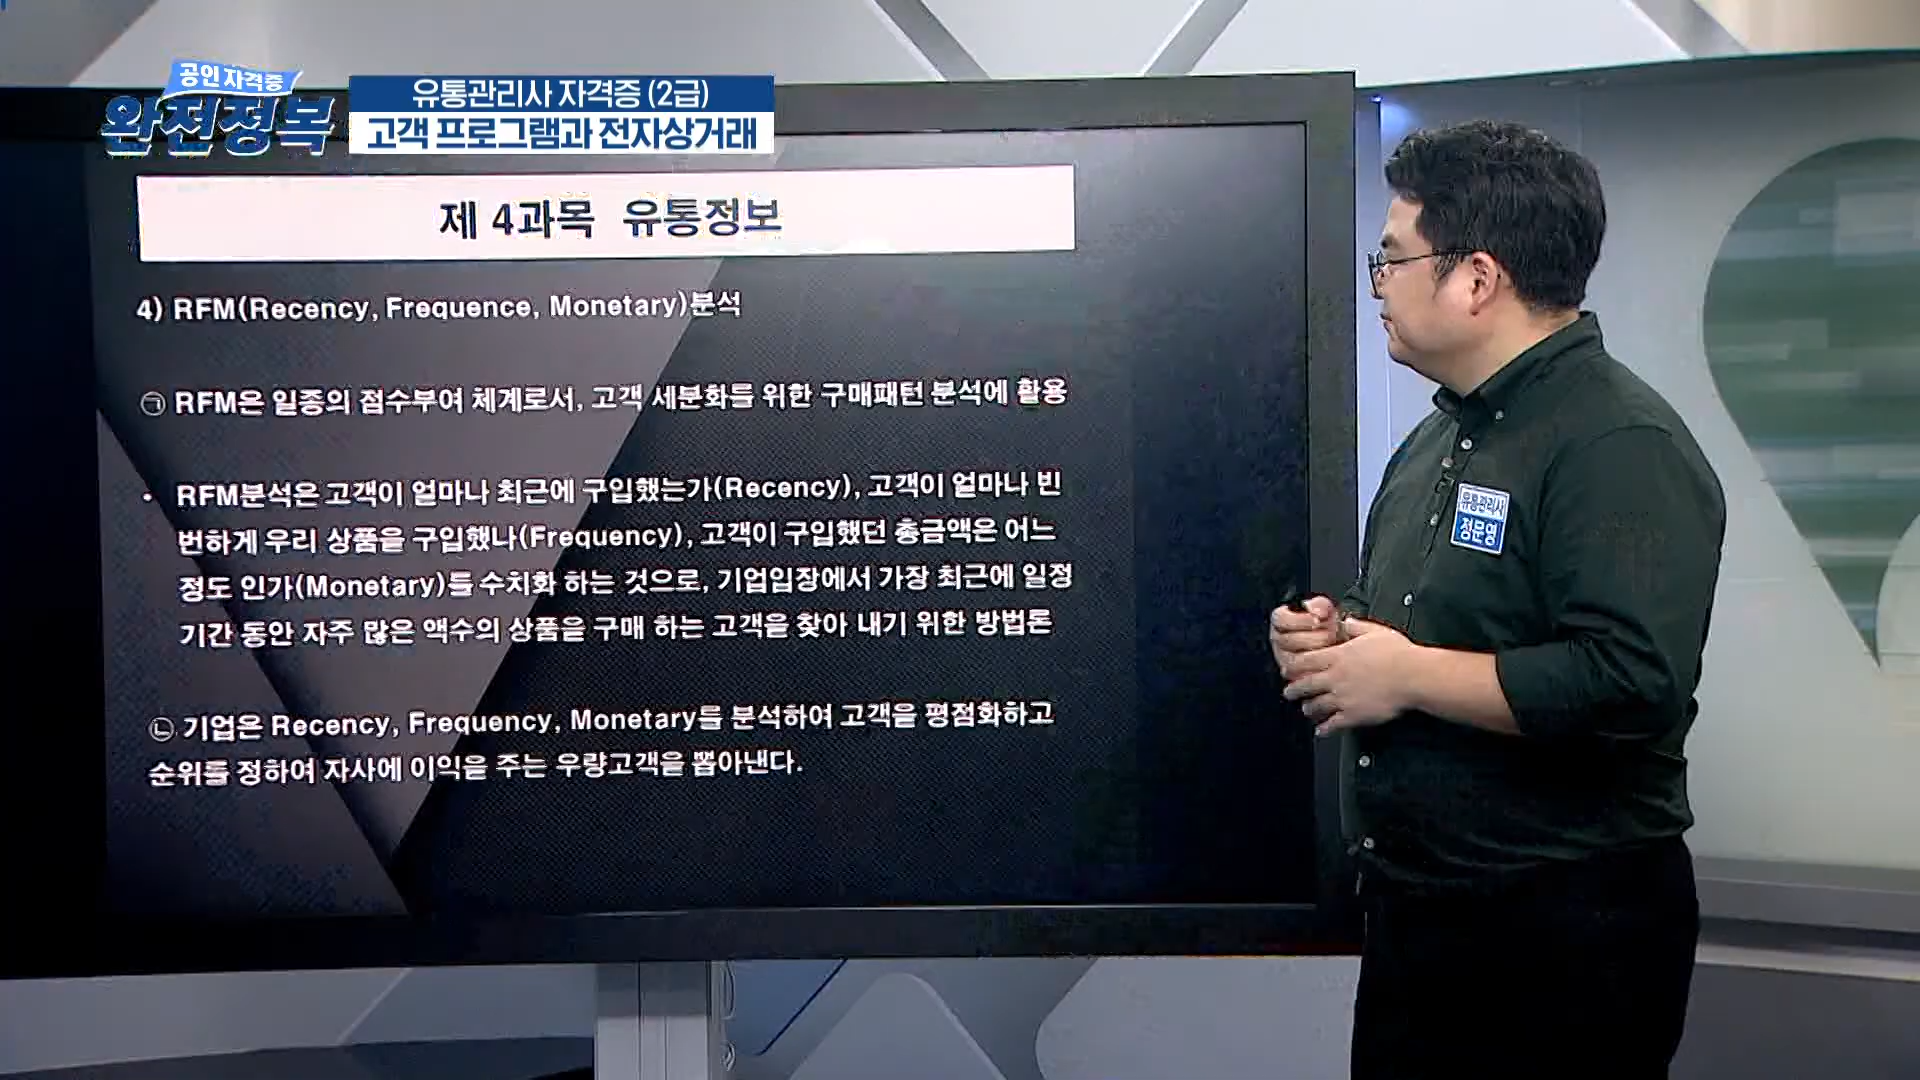 공인 자격증
완전정복
유통관리사 자격증 (2급)
고객 프로그램과 전자상거래
제 4과목 유통정보
4) RFM(Recency, Frequence, Monetary)분석
㉠ RFM은 일종의 점수부여 체계로서, 고객 세분화를 위한 구매패턴 분석에 활용
• RFM분석은 고객이 얼마나 최근에 구입했는가(Recency), 고객이 얼마나 빈
번하게 우리 상품을 구입했나(Frequency), 고객이 구입했던 총금액은 어느
정도 인가(Monetary)를 수치화 하는 것으로, 기업입장에서 가장 최근에 일정
기간 동안 자주 많은 액수의 상품을 구매 하는 고객을 찾아 내기 위한 방법론
㉡ 기업은 Recency, Frequency, Monetary를 분석하여 고객을 평점화하고
순위를 정하여 자사에 이익을 주는 우량고객을 뽑아낸다.
유통관리사
정문영